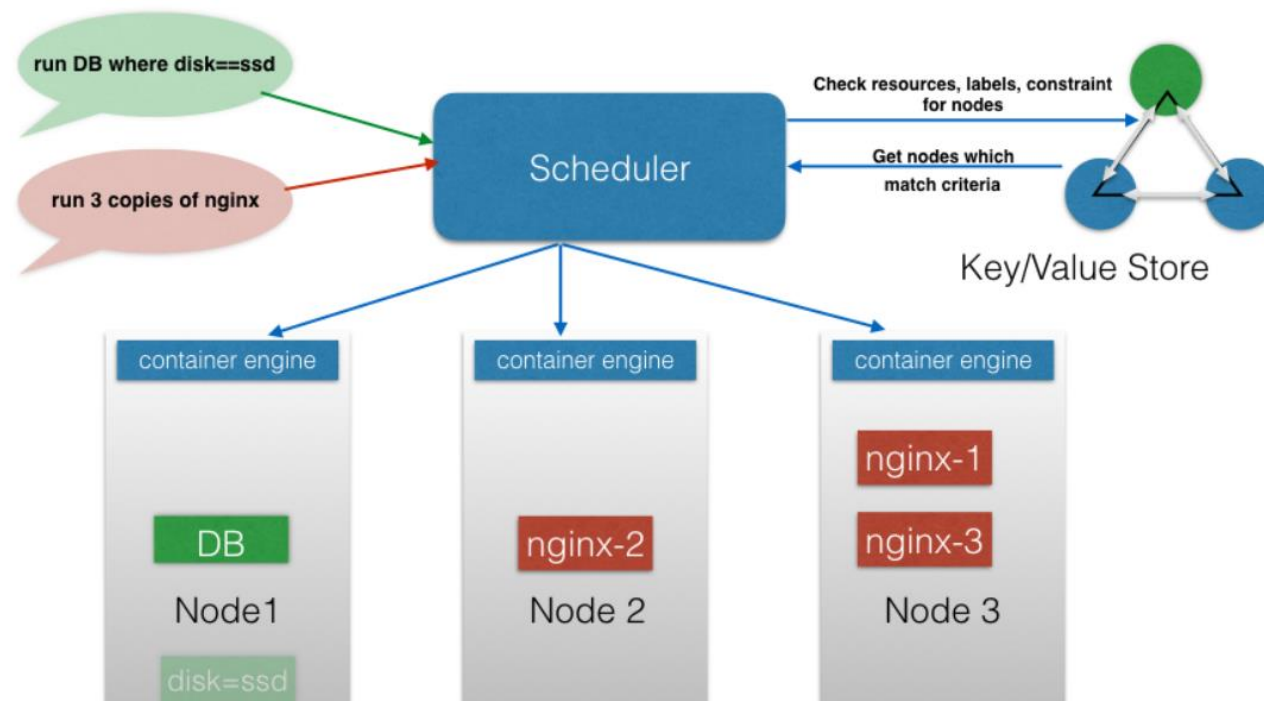 run DB where disk==ssd
run 3 copies of nginx
Scheduler
Check resources, labels, constraint
for nodes
Get nodes which
match criteria
Key/Value Store
container engine
container engine
container engine
DB
Node1
disk=ssd
nginx-2
Node 2
nginx-1
nginx-3
Node 3